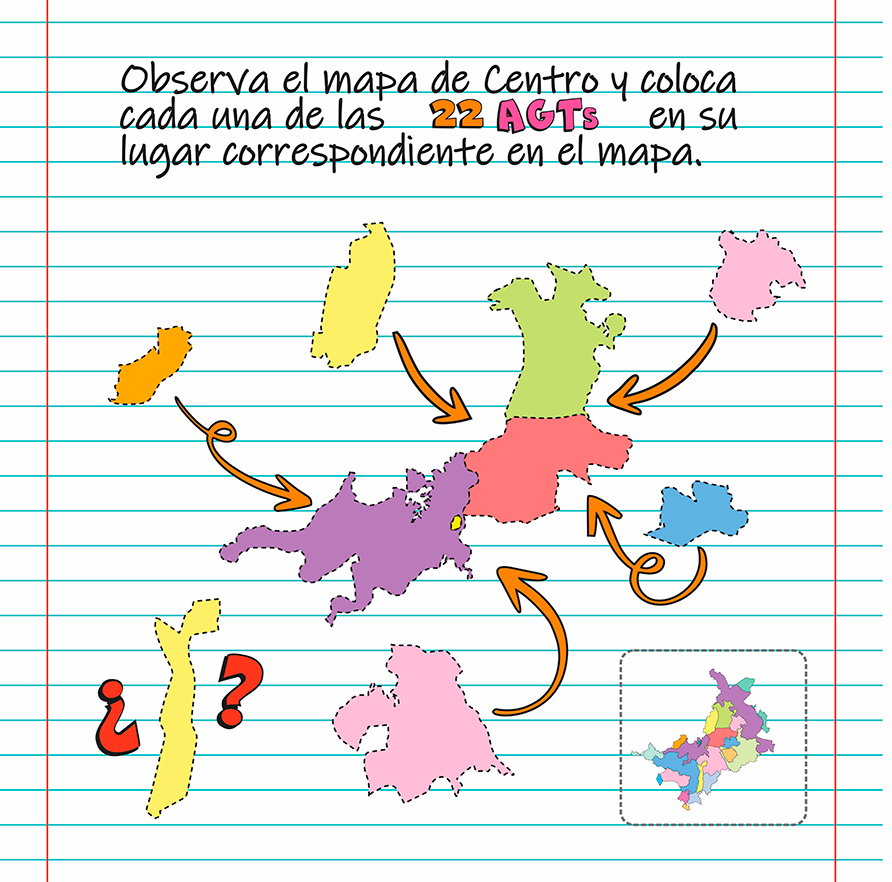 Observa el mapa de Centro y coloca
cada una de las 22 AGTs en su
lugar correspondiente en el mapa.
¿ ?